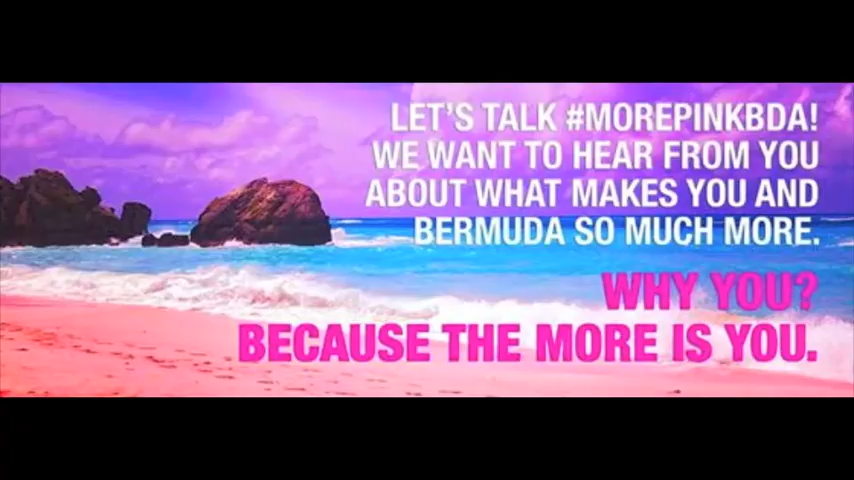 LET'S TALK #MOREPINKBDA!
WE WANT TO HEAR FROM YOU
ABOUT WHAT MAKES YOU AND
BERMUDA SO MUCH MORE.
WHY YOU?
BECAUSE THE MORE IS YOU.